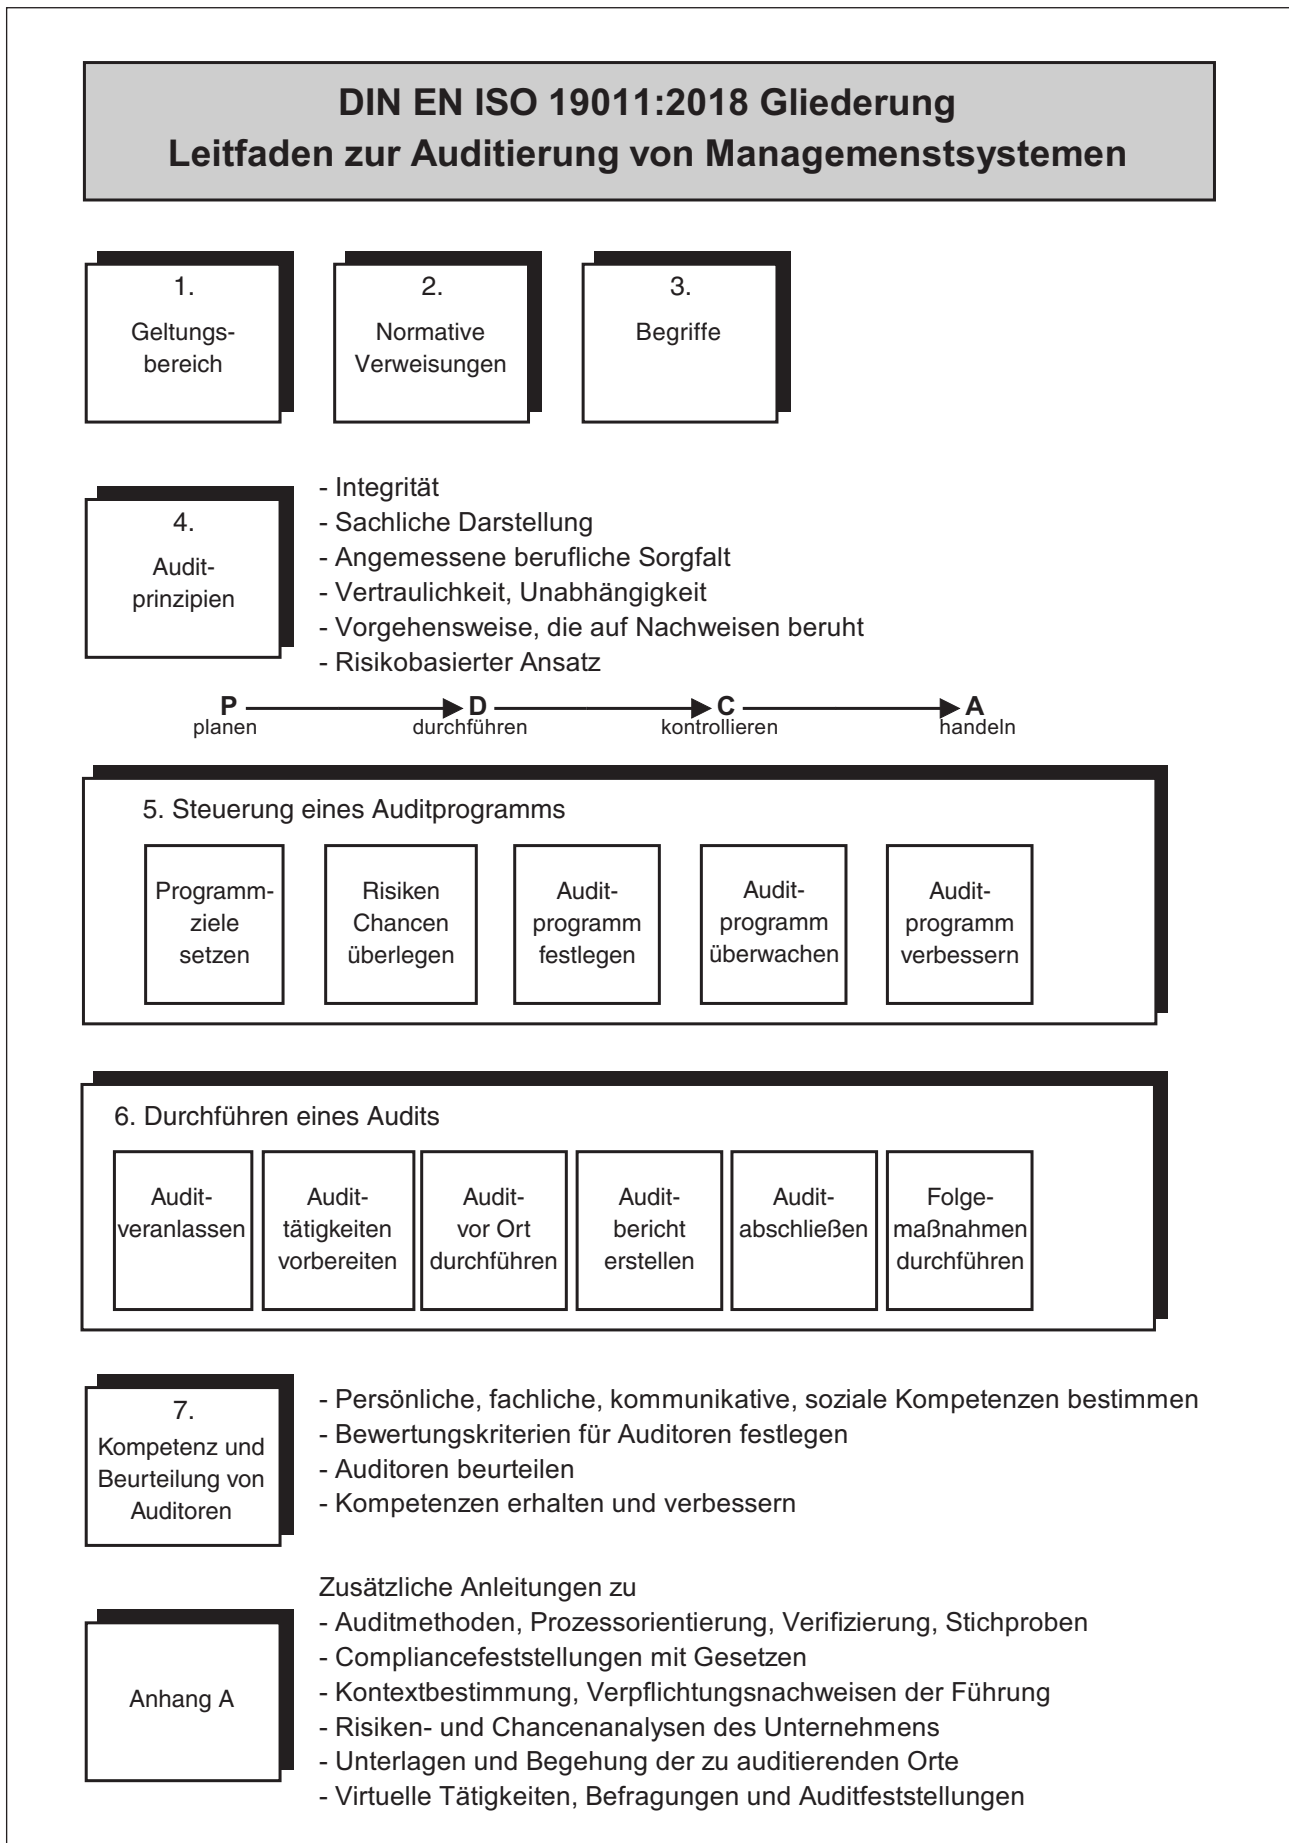 DIN EN ISO 19011:2018 Gliederung
Leitfaden zur Auditierung von Managemenstsystemen
1.
Geltungs-
bereich
2.
Normative
Verweisungen
3.
Begriffe
4.
Audit-
prinzipien
- Integrität
- Sachliche Darstellung
- Angemessene berufliche Sorgfalt
- Vertraulichkeit, Unabhängigkeit
- Vorgehensweise, die auf Nachweisen beruht
- Risikobasierter Ansatz
P
planen
D
durchführen
C
kontrollieren
A
handeln
5. Steuerung eines Auditprogramms
Programm-
ziele
setzen
Risiken
Chancen
überlegen
Audit-
programm
festlegen
Audit-
programm
überwachen
Audit-
programm
verbessern
6. Durchführen eines Audits
Audit-
veranlassen
Audit-
tätigkeiten
vorbereiten
Audit-
vor Ort
durchführen
Audit-
bericht
erstellen
Audit-
abschließen
Folge-
maßnahmen
durchführen
7.
Kompetenz und
Beurteilung von
Auditoren
- Persönliche, fachliche, kommunikative, soziale Kompetenzen bestimmen
- Bewertungskriterien für Auditoren festlegen
- Auditoren beurteilen
- Kompetenzen erhalten und verbessern
Anhang A
Zusätzliche Anleitungen zu
- Auditmethoden, Prozessorientierung, Verifizierung, Stichproben
- Compliancefeststellungen mit Gesetzen
- Kontextbestimmung, Verpflichtungsnachweisen der Führung
- Risiken- und Chancenanalysen des Unternehmens
- Unterlagen und Begehung der zu auditierenden Orte
- Virtuelle Tätigkeiten, Befragungen und Auditfeststellungen